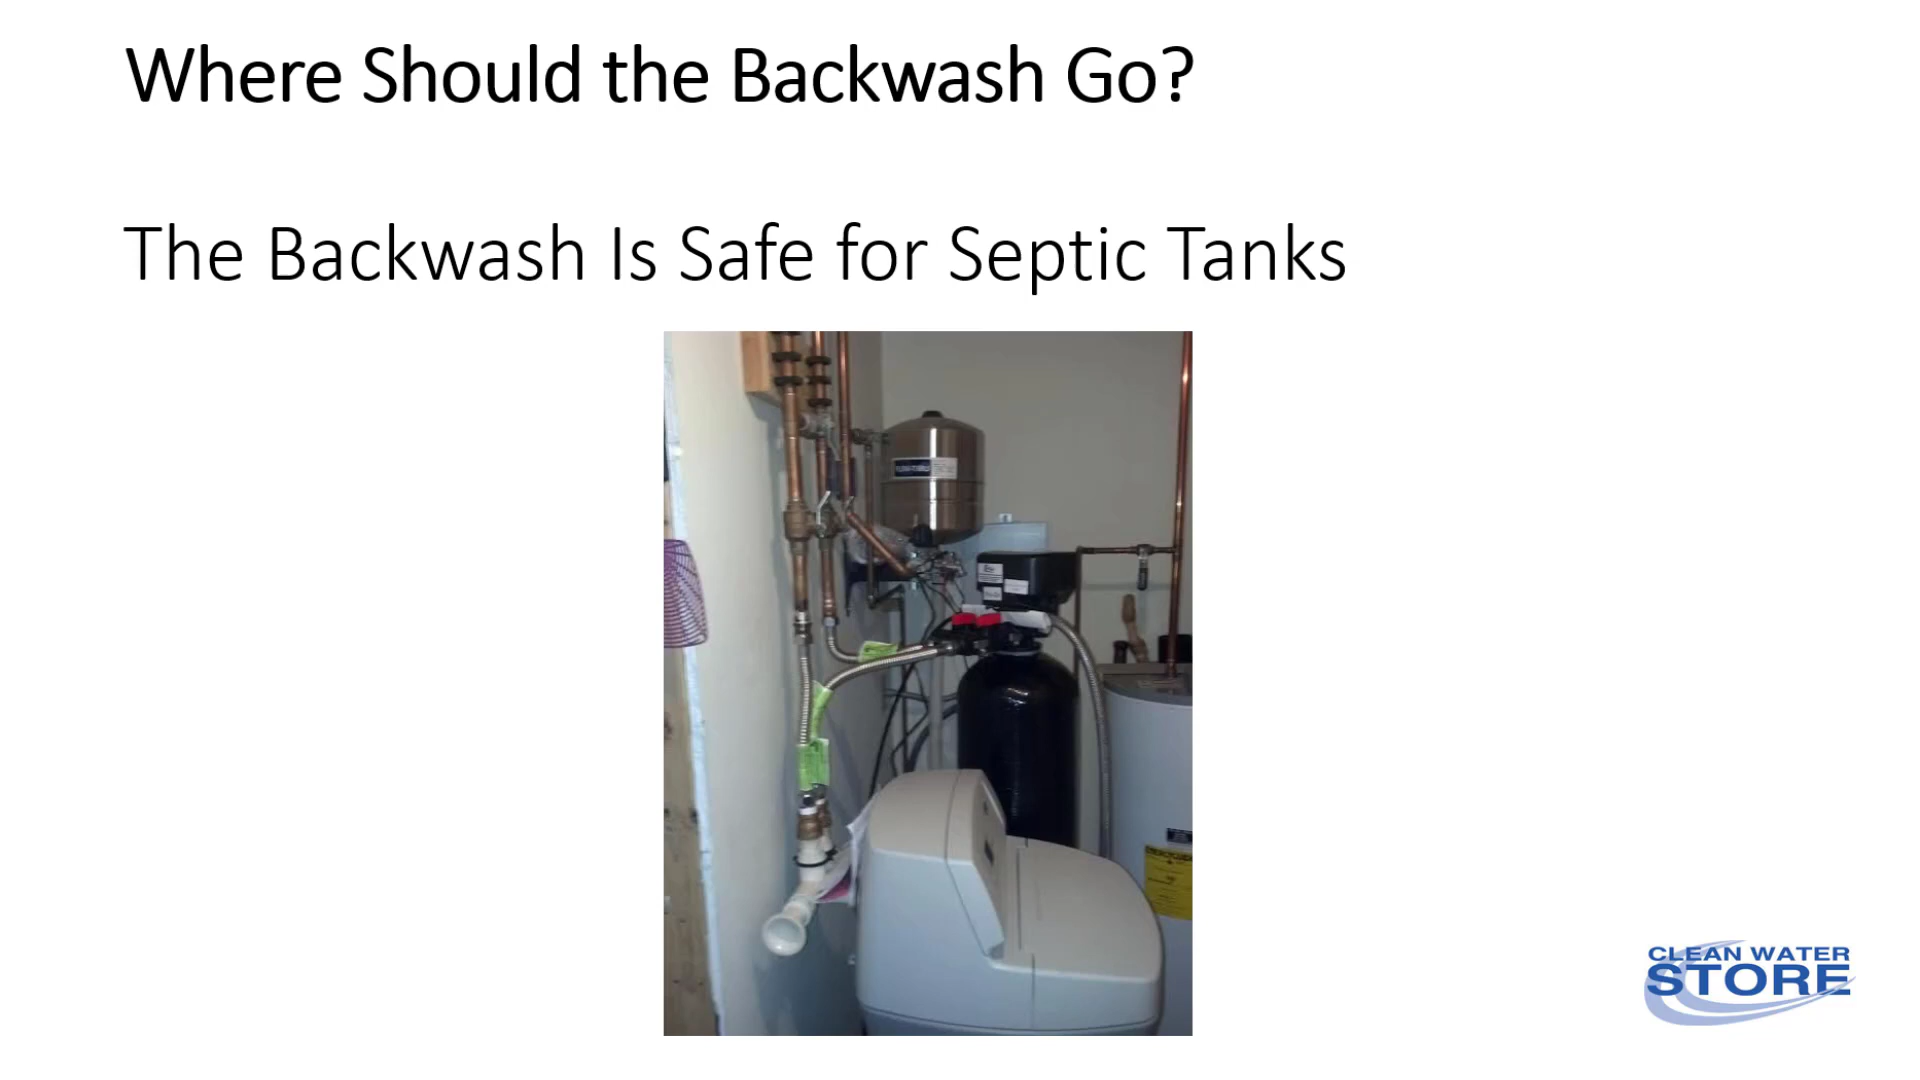 Where Should the Backwash Go?
The Backwash Is Safe for Septic Tanks
CLEAN WATER
STORE